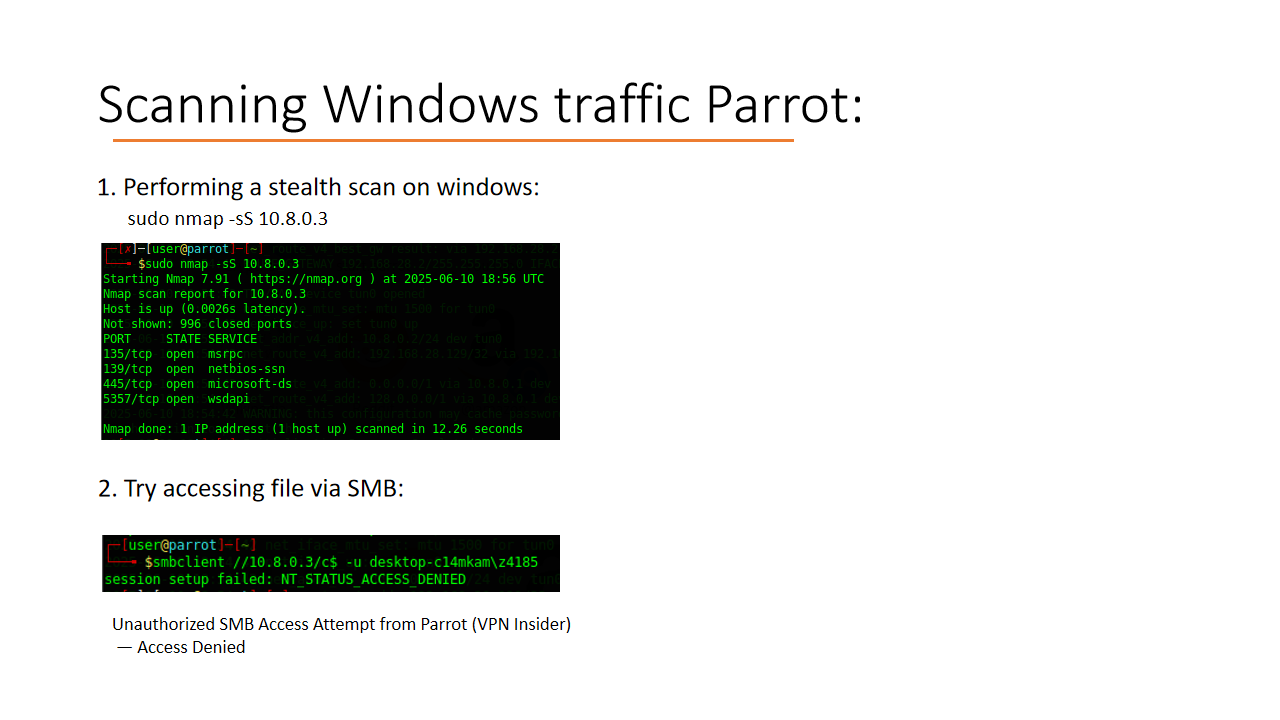 Scanning Windows traffic Parrot:
1. Performing a stealth scan on windows:
sudo nmap -sS 10.8.0.3
┌─[✗]─[user@parrot]─[~]
└──╼ $sudo nmap -sS 10.8.0.3
Starting Nmap 7.91 ( https://nmap.org ) at 2025-06-10 18:56 UTC
Nmap scan report for 10.8.0.3
Host is up (0.0026s latency).
Not shown: 996 closed ports
PORT     STATE SERVICE
135/tcp  open  msrpc
139/tcp  open  netbios-ssn
445/tcp  open  microsoft-ds
5357/tcp open  wsdapi
Nmap done: 1 IP address (1 host up) scanned in 12.26 seconds
2. Try accessing file via SMB:
┌─[user@parrot]─[~]
└──╼ $smbclient //10.8.0.3/c$ -u desktop-c14mkam\z4185
session setup failed: NT_STATUS_ACCESS_DENIED
Unauthorized SMB Access Attempt from Parrot (VPN Insider)
— Access Denied